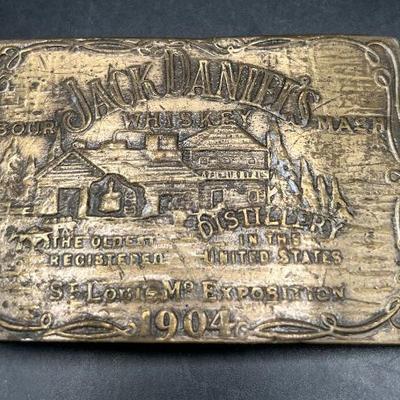 JACK DANIEL'S
SOUR WHISKEY MASH
DISTILLERY
THE OLDEST IN THE
REGISTERED UNITED STATES
ST LOUIS MO EXPOSITION
1904